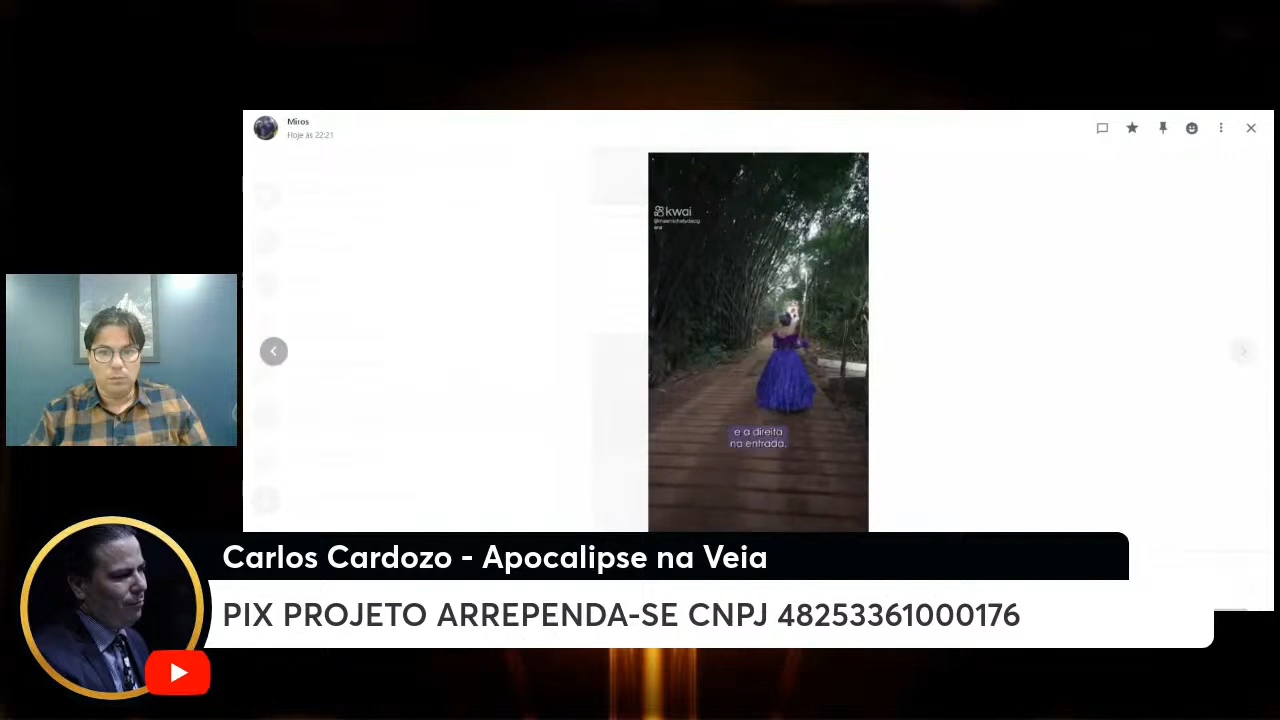 Miros
Hoje às 22:21
kwai
e a direita
na entrada.
Carlos Cardozo - Apocalipse na Veia
PIX PROJETO ARREPENDA-SE CNPJ 48253361000176